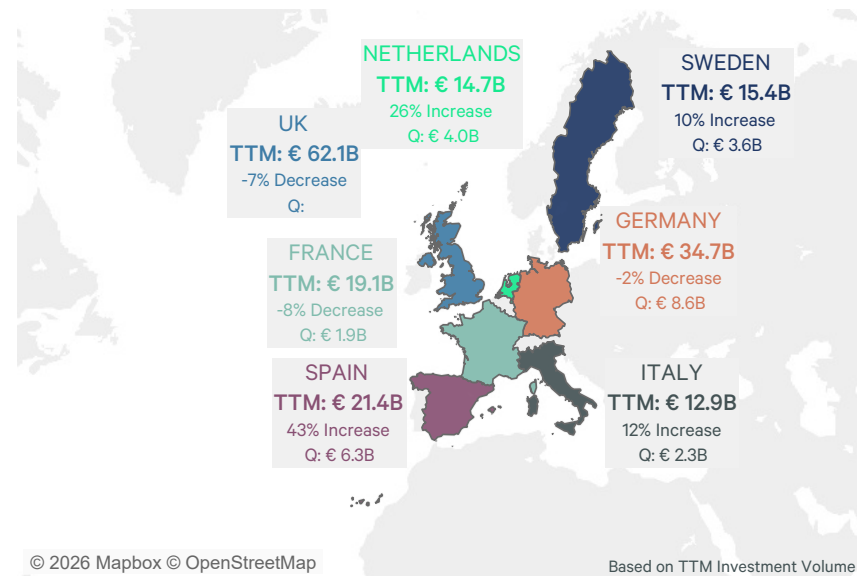 NETHERLANDS
TTM: € 14.7B
26% Increase
Q: € 4.0B
SWEDEN
TTM: € 15.4B
10% Increase
Q: € 3.6B
UK
TTM: € 62.1B
-7% Decrease
Q:
GERMANY
TTM: € 34.7B
-2% Decrease
Q: € 8.6B
FRANCE
TTM: € 19.1B
-8% Decrease
Q: € 1.9B
SPAIN
TTM: € 21.4B
43% Increase
Q: € 6.3B
ITALY
TTM: € 12.9B
12% Increase
Q: € 2.3B
© 2026 Mapbox © OpenStreetMap
Based on TTM Investment Volume